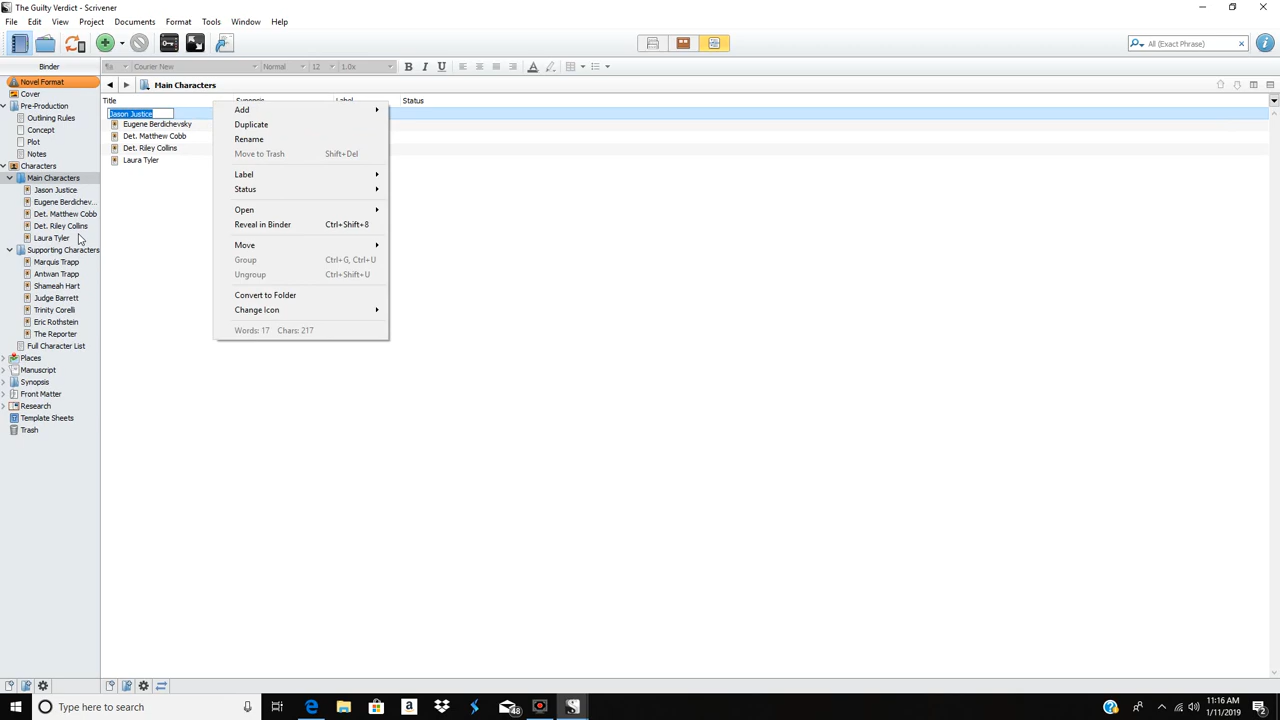 The Guilty Verdict - Scrivener
File Edit View Project Documents Format Tools Window Help
All (Exact Phrase)
Binder
Courier New Normal 12 1.0x
B I U A
Novel Format
Cover
Pre-Production
Outlining Rules
Concept
Plot
Notes
Characters
Main Characters
Jason Justice
Eugene Berdichev...
Det. Matthew Cobb
Det. Riley Collins
Laura Tyler
Supporting Characters
Marquis Trapp
Antwan Trapp
Shameah Hart
Judge Barrett
Trinity Corelli
Eric Rothstein
The Reporter
Full Character List
Places
Manuscript
Synopsis
Front Matter
Research
Template Sheets
Trash
Main Characters
Title Synopsis Label Status
Jason Justice
Eugene Berdichevsky
Det. Matthew Cobb
Det. Riley Collins
Laura Tyler
Add
Duplicate
Rename
Move to Trash Shift+Del
Label
Status
Open
Reveal in Binder Ctrl+Shift+8
Move
Group Ctrl+G, Ctrl+U
Ungroup Ctrl+Shift+U
Convert to Folder
Change Icon
Words: 17 Chars: 217
Type here to search
48
11:16 AM
1/11/2019
2